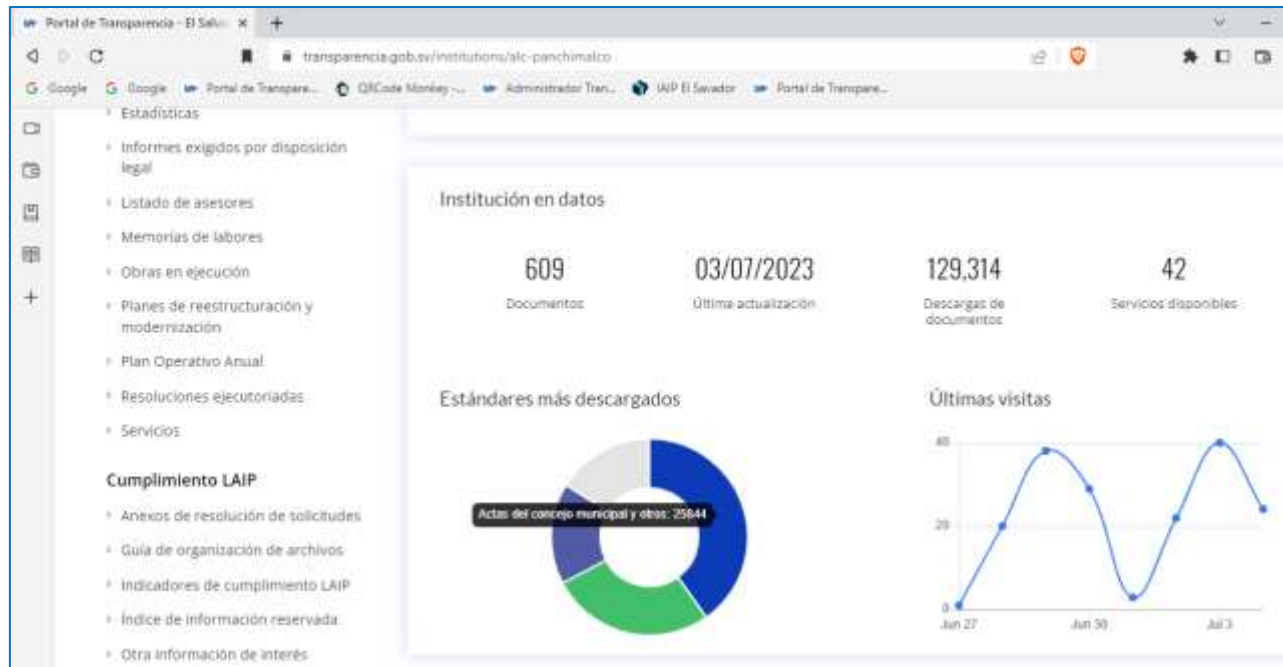 Portal de Transparencia - El Salv
transparencia.gob.sv/institutions/alc-panchimalco
Google
Google
Portal de Transpare...
QRCode Monkey -...
Administrador Tran...
IAIP El Savador
Portal de Transpare...
Estadísticas
Informes exigidos por disposición
legal
Listado de asesores
Memorias de labores
Obras en ejecución
Planes de reestructuración y
modernización
Plan Operativo Anual
Resoluciones ejecutoriadas
Servicios
Cumplimiento LAIP
Anexos de resolución de solicitudes
Guía de organización de archivos
Indicadores de cumplimiento LAIP
Índice de información reservada
Otra información de interés
Institución en datos
609
Documentos
03/07/2023
Última actualización
129,314
Descargas de
documentos
42
Servicios disponibles
Estándares más descargados
Actas del concejo municipal y otros: 25844
Últimas visitas
40
20
0
Jun 27
Jun 30
Jul 3